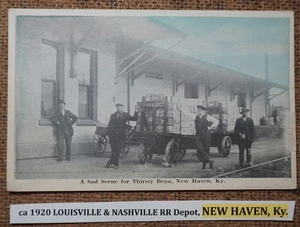 A Sad Scene for Thirsty Boys, New Haven, Ky.
ca 1920 LOUISVILLE & NASHVILLE RR Depot, NEW HAVEN, Ky.